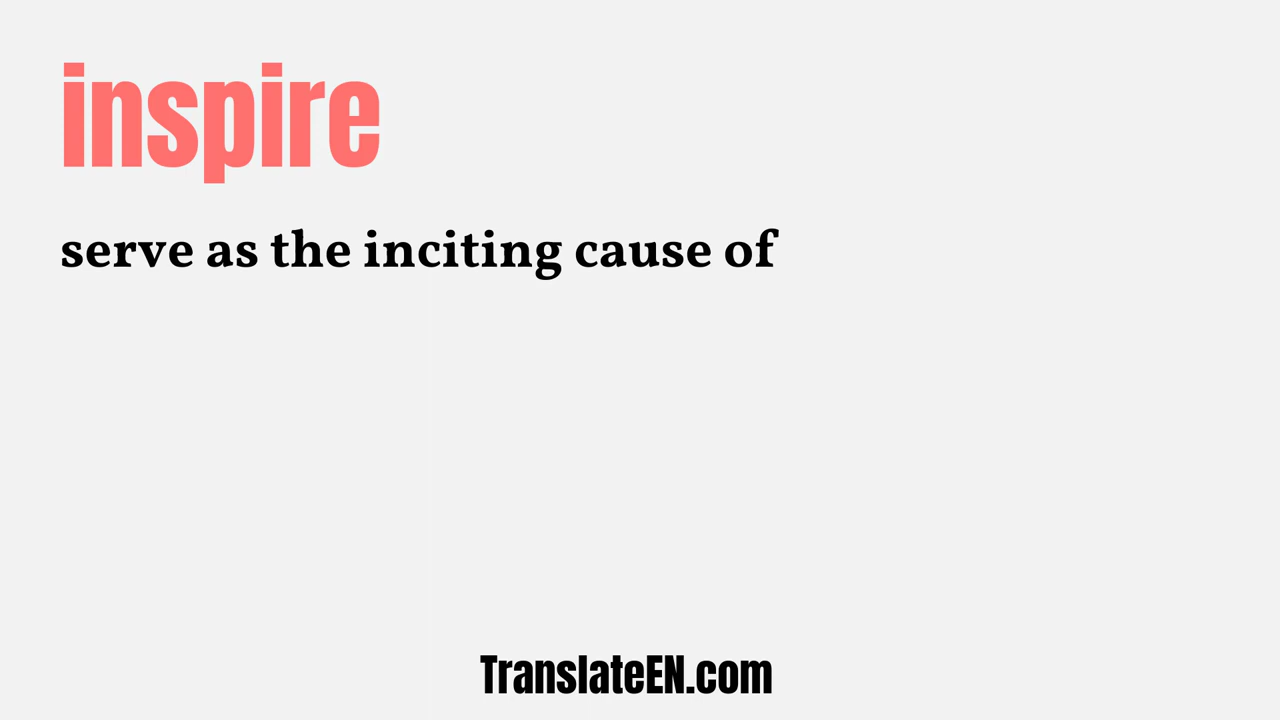 inspire
serve as the inciting cause of
TranslateEN.com